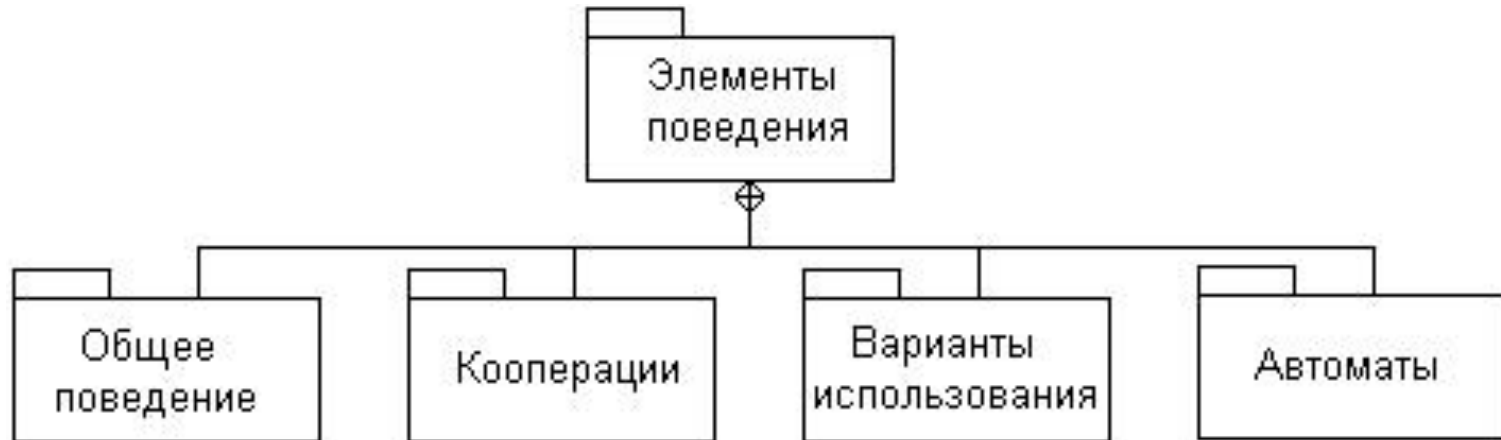 Элементы
поведения
Общее
поведение
Кооперации
Варианты
использования
Автоматы